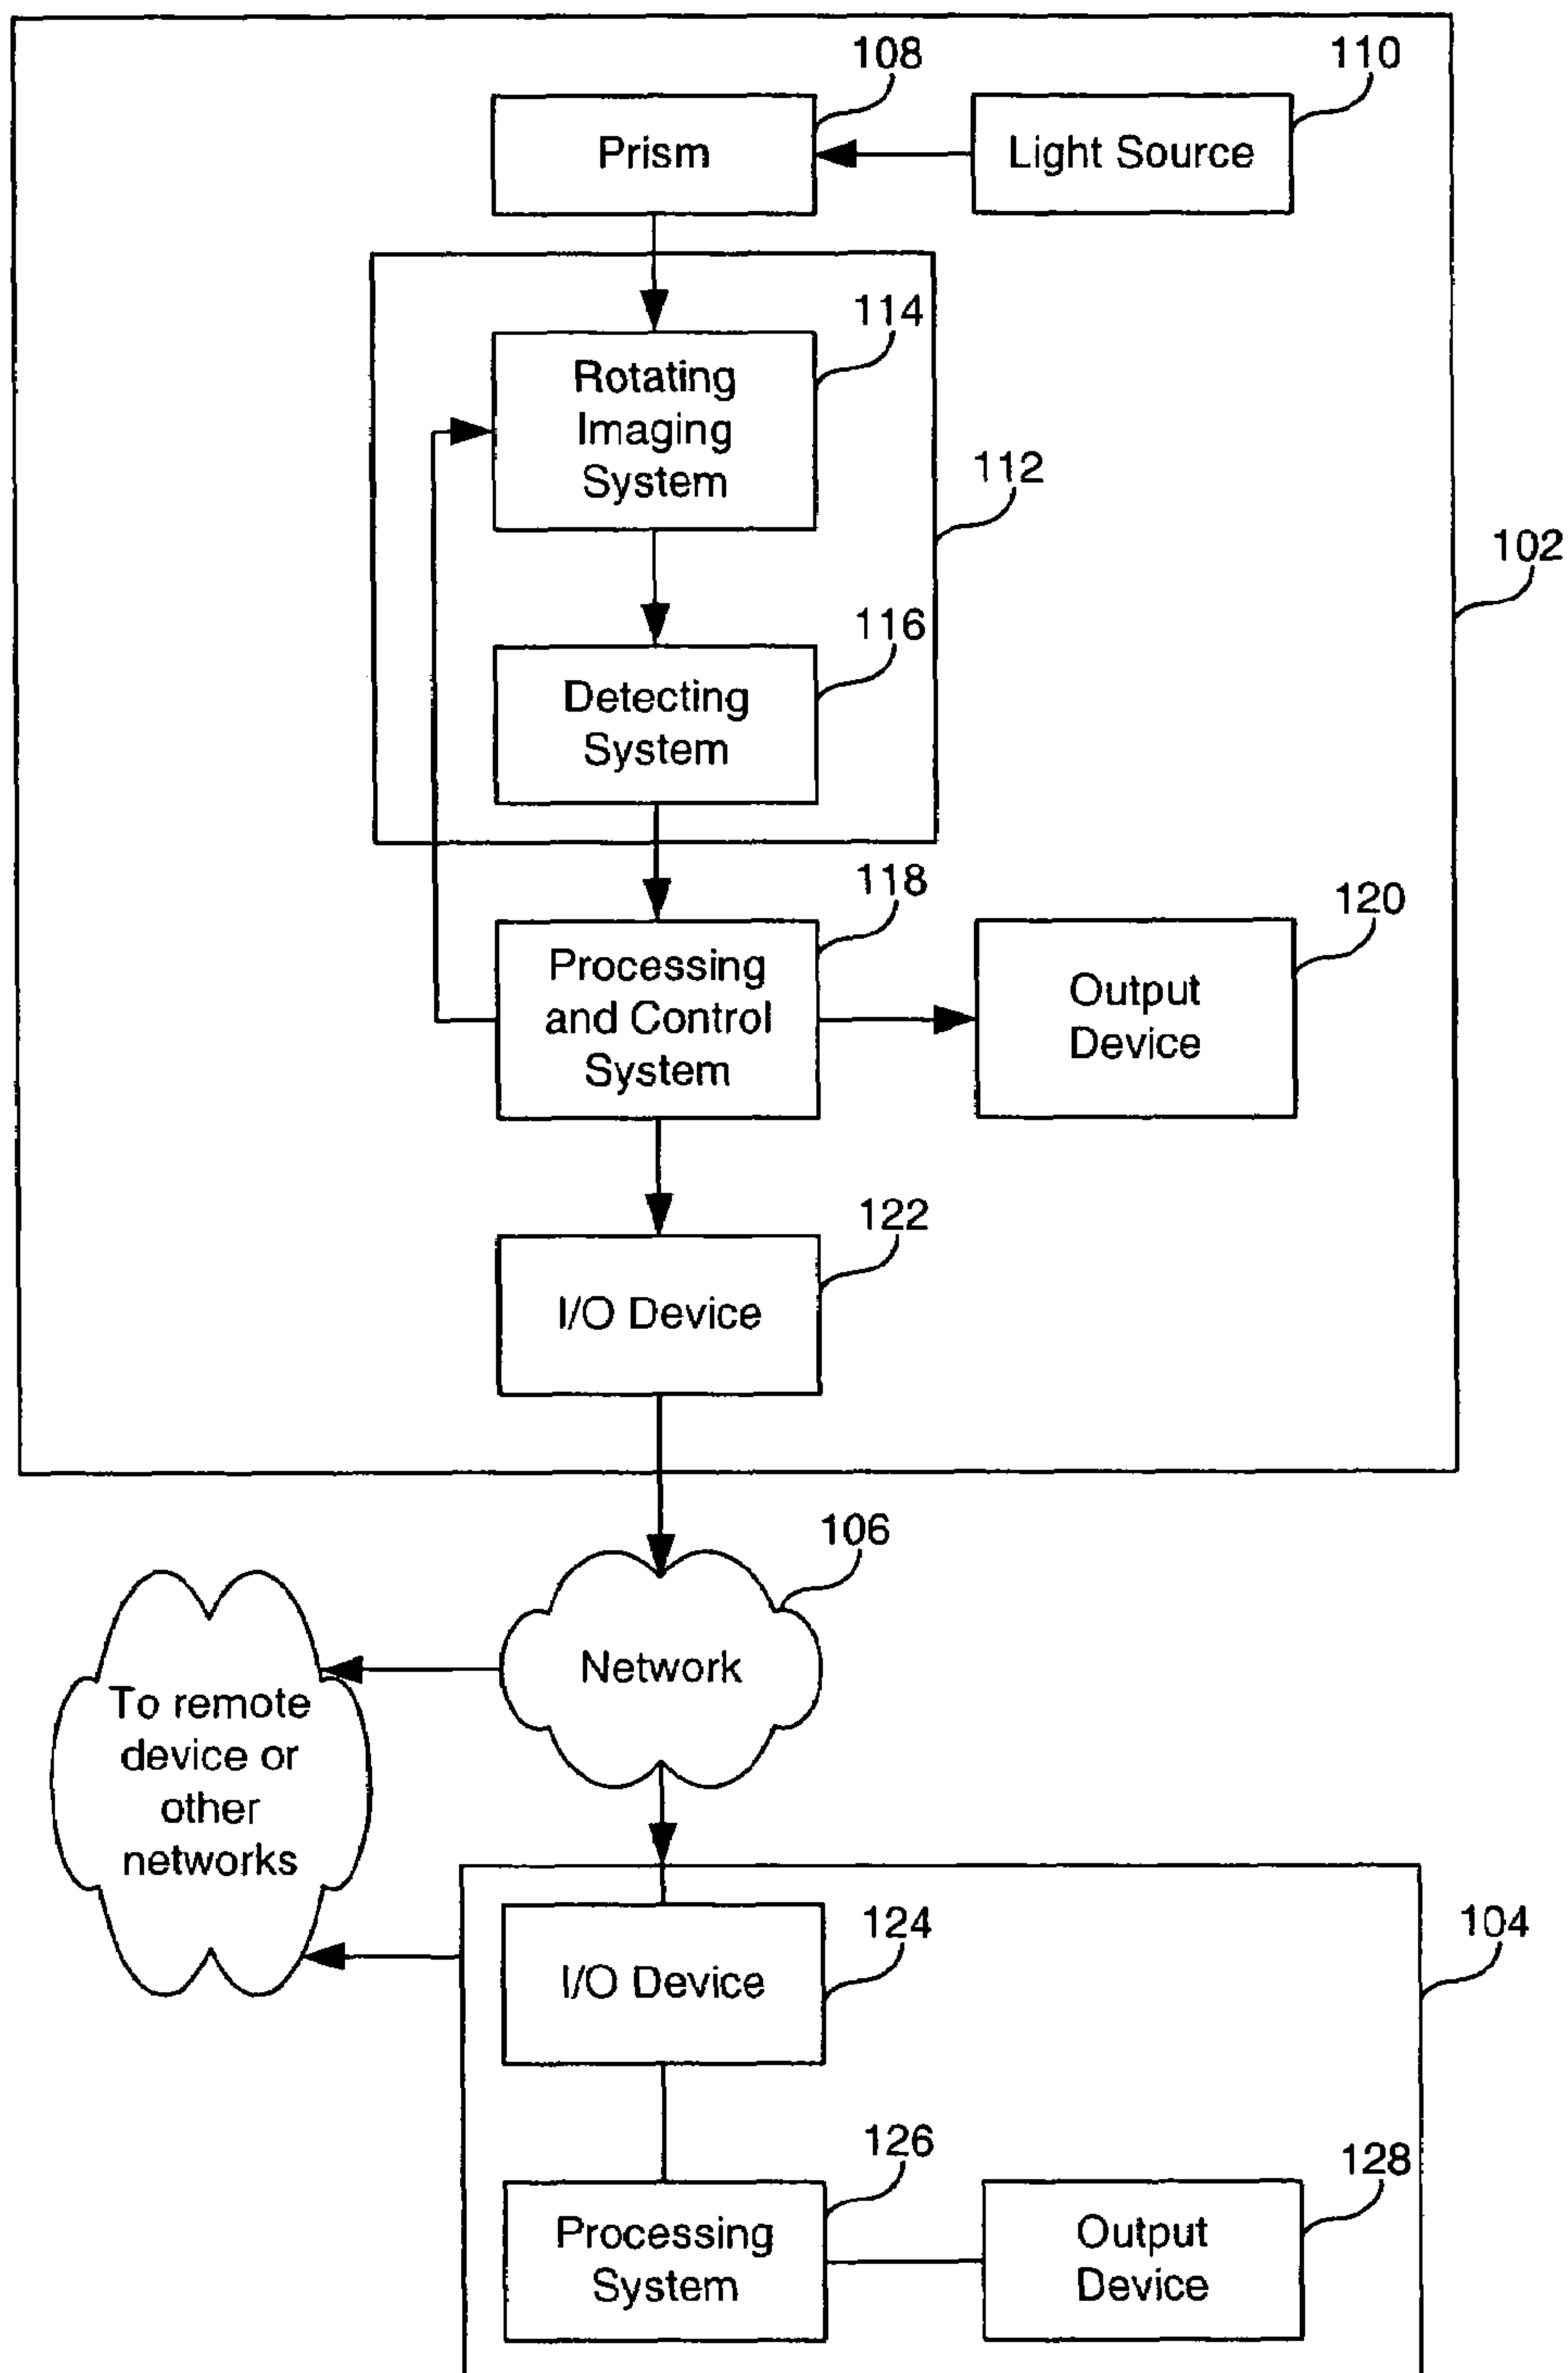 108
110
Prism
Light Source
114
Rotating
Imaging
System
112
102
116
Detecting
System
118
120
Processing
and Control
System
Output
Device
122
I/O Device
106
Network
To remote
device or
other
networks
124
104
I/O Device
126
128
Processing
System
Output
Device